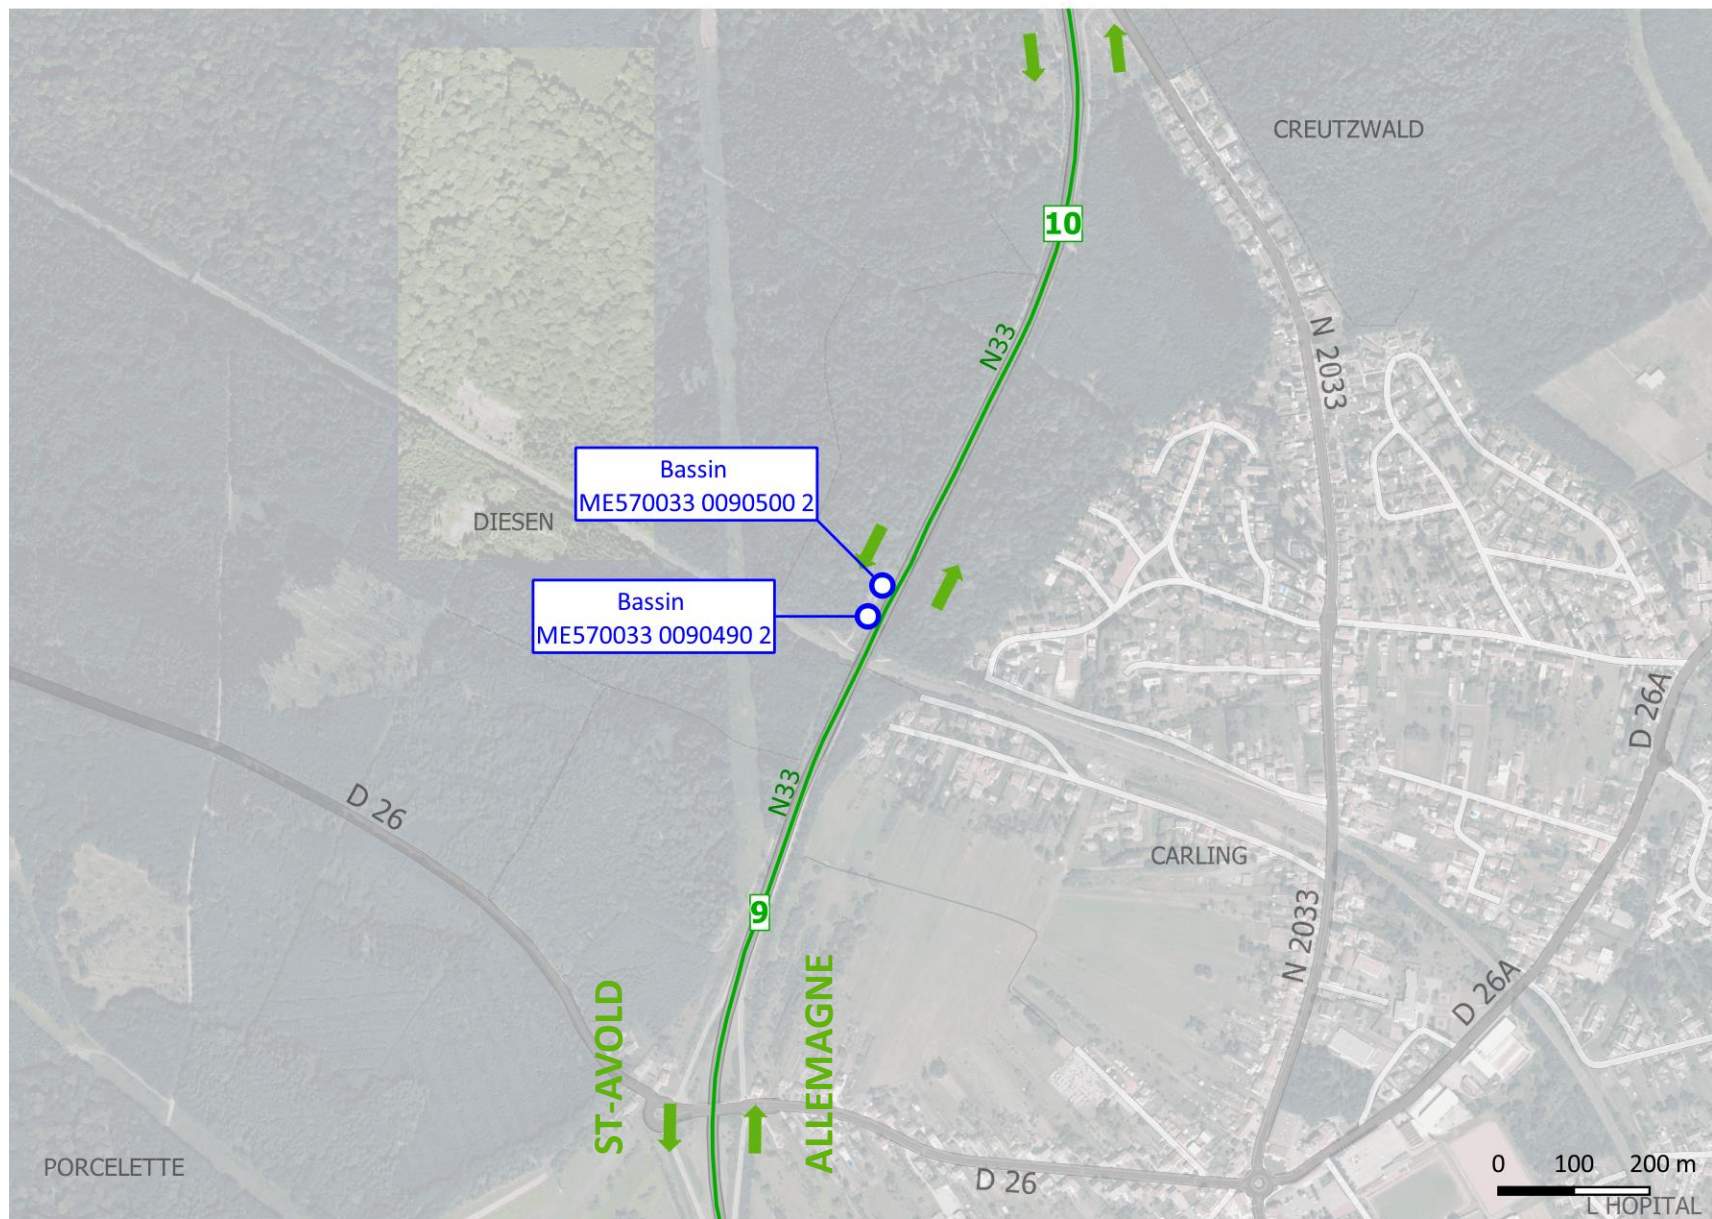 CREUTZWALD
10
N33
N 2033
Bassin
ME570033 0090500 2
DIESEN
Bassin
ME570033 0090490 2
D 26A
N33
D 26
CARLING
9
N 2033
D 26A
ST-AVOLD
ALLEMAGNE
PORCELETTE
D 26
0 100 200 m
L HOPITAL